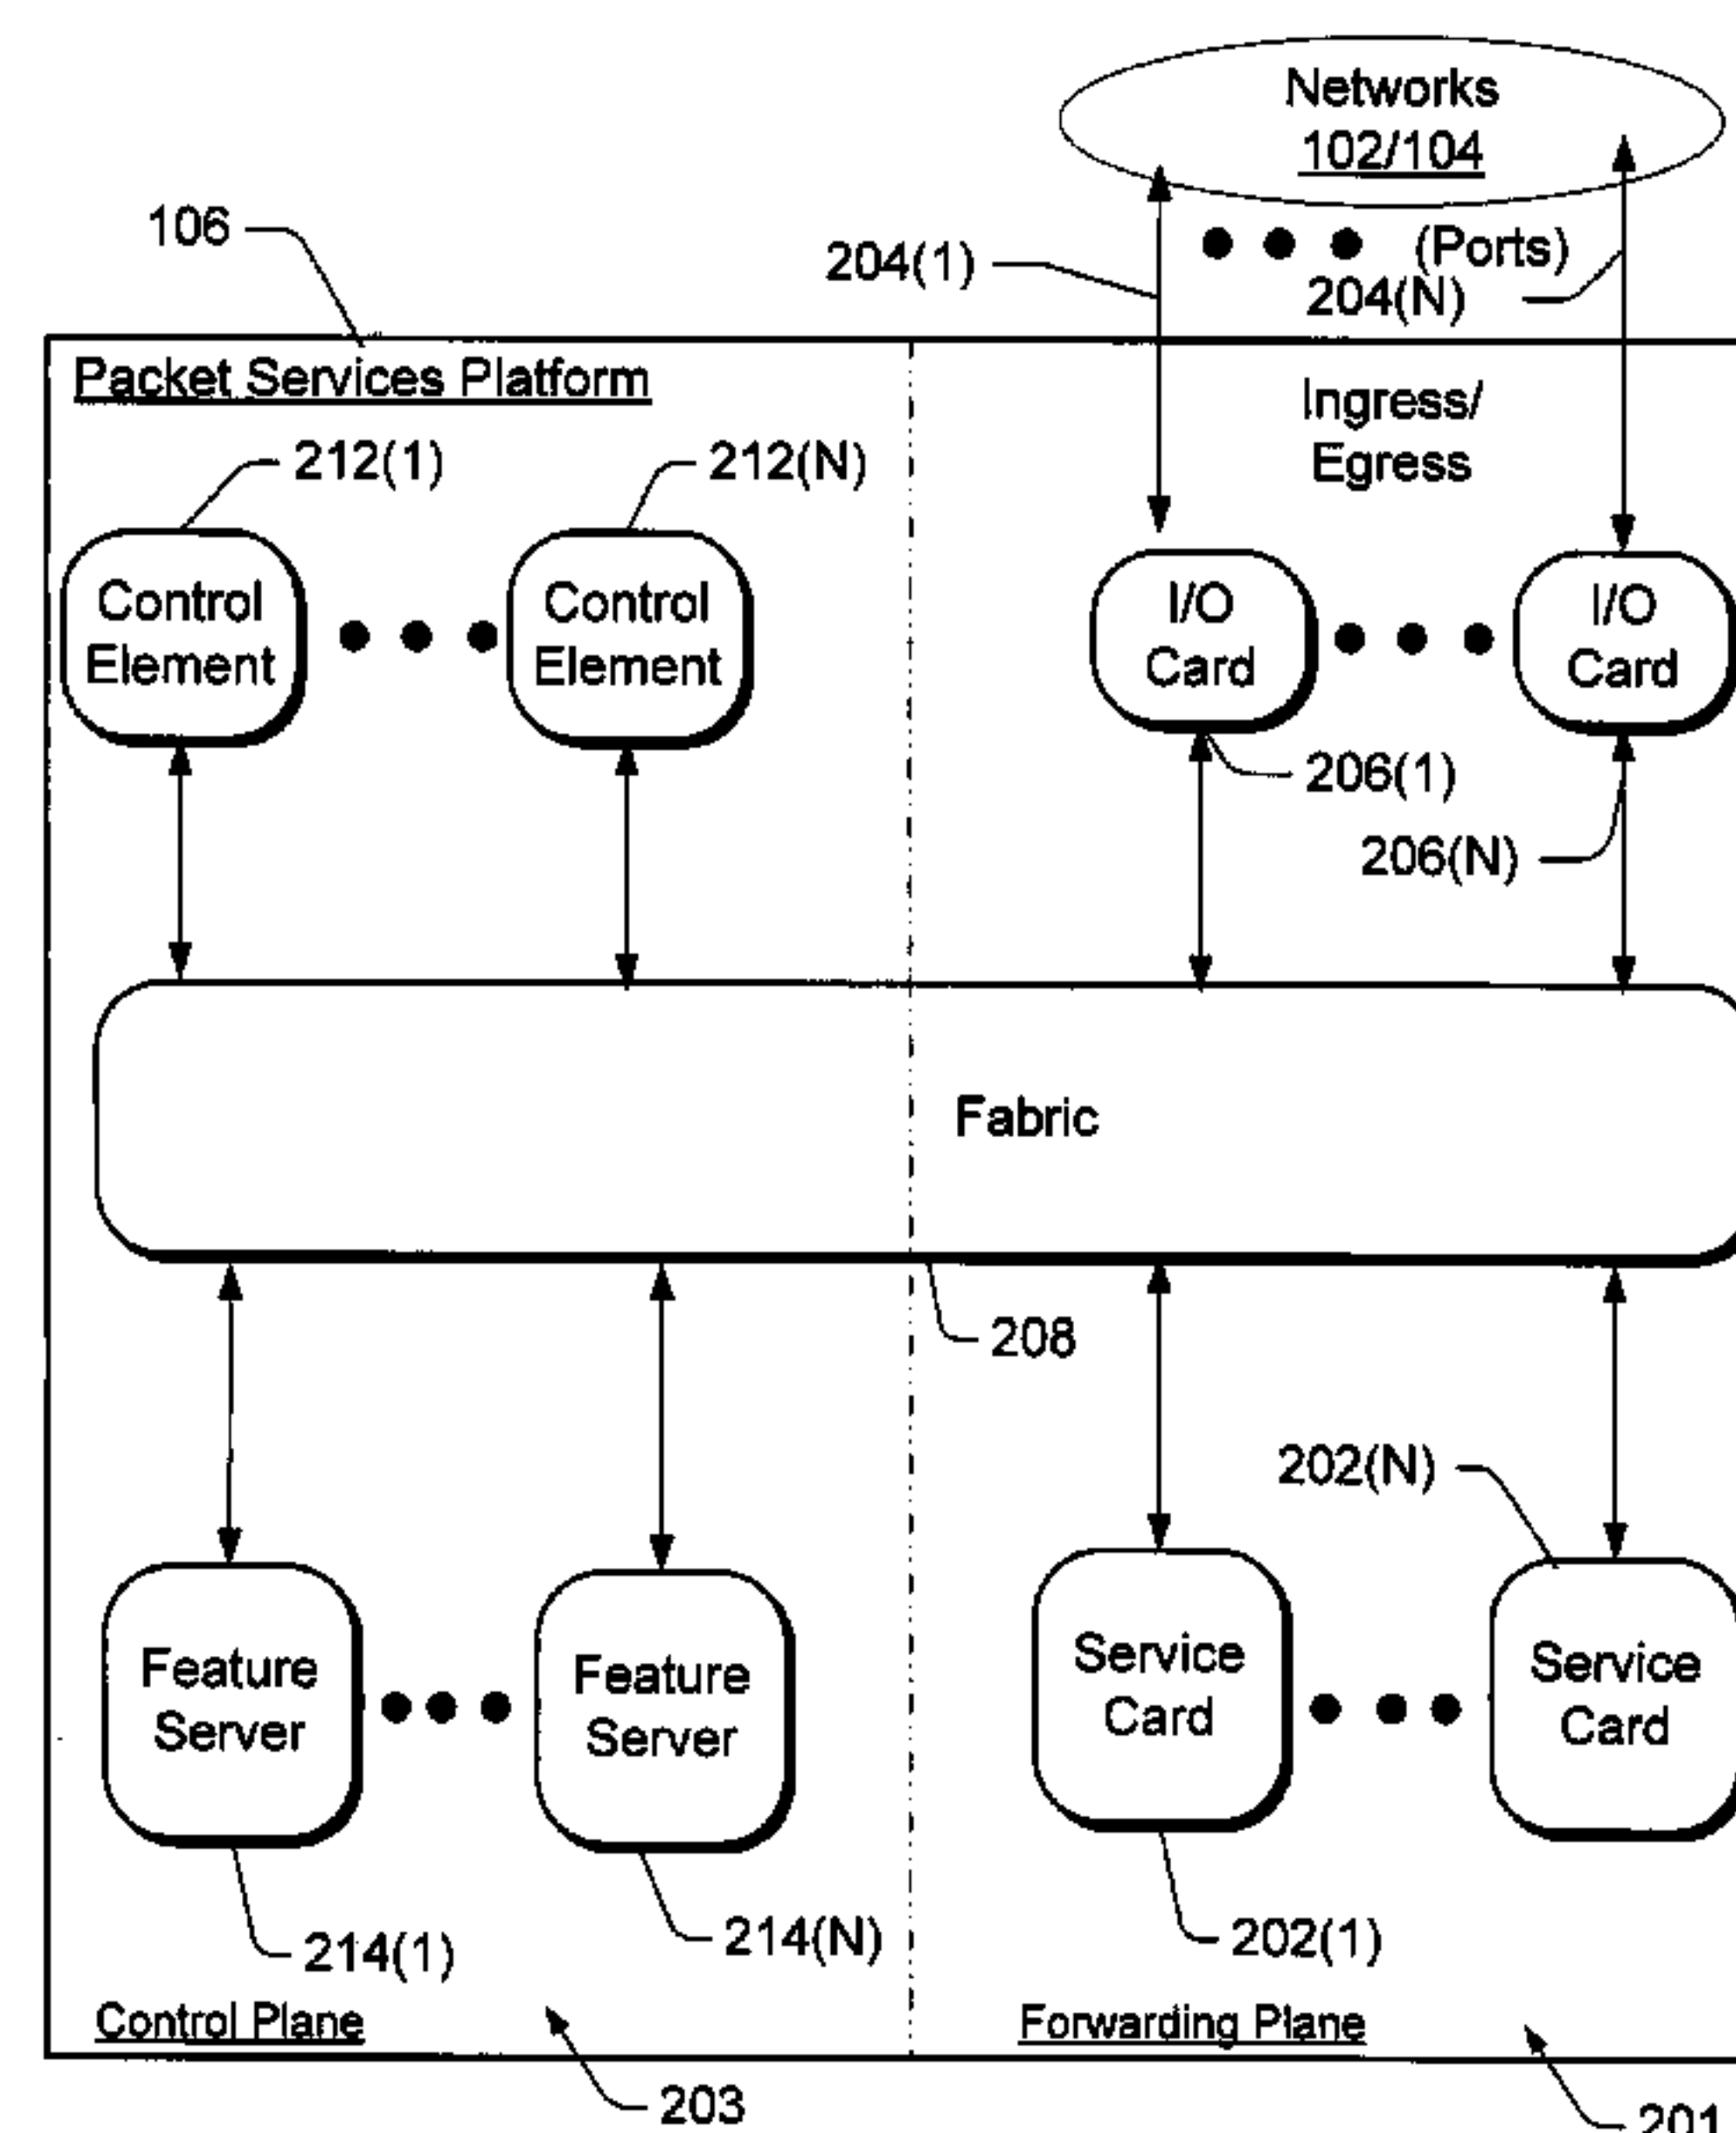 Networks
102/104
106
204(1)
(Ports)
204(N)
Packet Services Platform
Ingress/
Egress
212(1)
212(N)
Control
Element
Control
Element
I/O
Card
I/O
Card
206(1)
206(N)
Fabric
208
202(N)
Feature
Server
Feature
Server
Service
Card
Service
Card
214(1)
214(N)
202(1)
Control Plane
Forwarding Plane
203
201